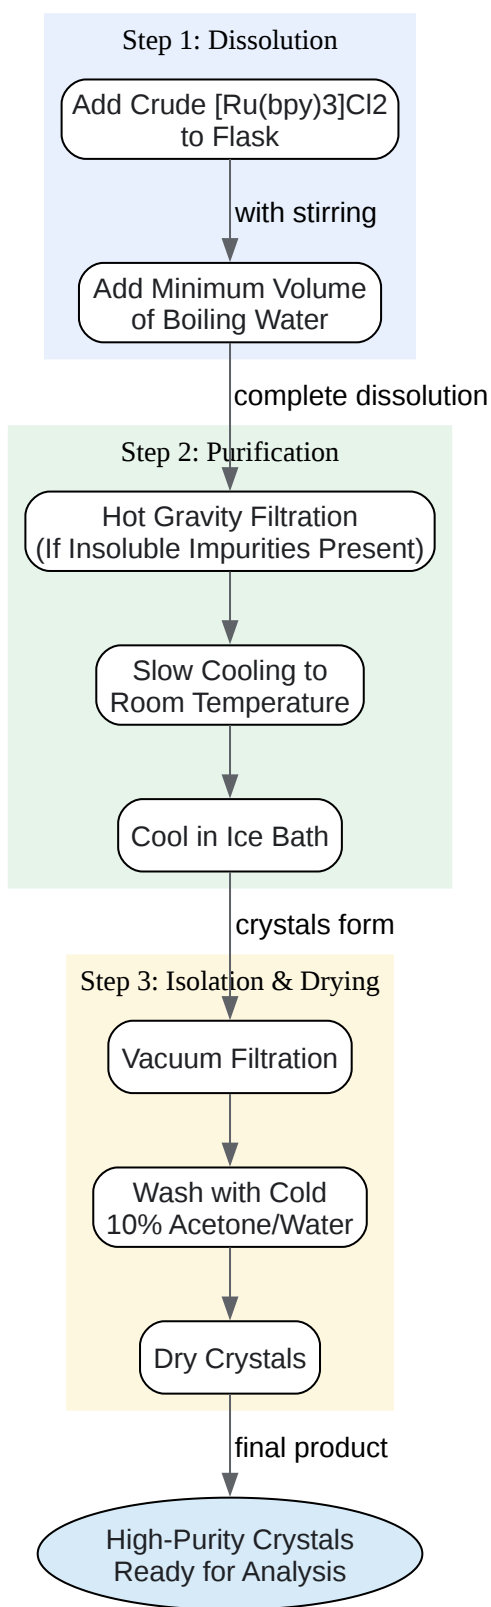 Step 1: Dissolution
Add Crude [Ru(bpy)3]Cl2
to Flask
with stirring
Add Minimum Volume
of Boiling Water
complete dissolution
Step 2: Purification
Hot Gravity Filtration
(If Insoluble Impurities Present)
Slow Cooling to
Room Temperature
Cool in Ice Bath
crystals form
Step 3: Isolation & Drying
Vacuum Filtration
Wash with Cold
10% Acetone/Water
Dry Crystals
final product
High-Purity Crystals
Ready for Analysis